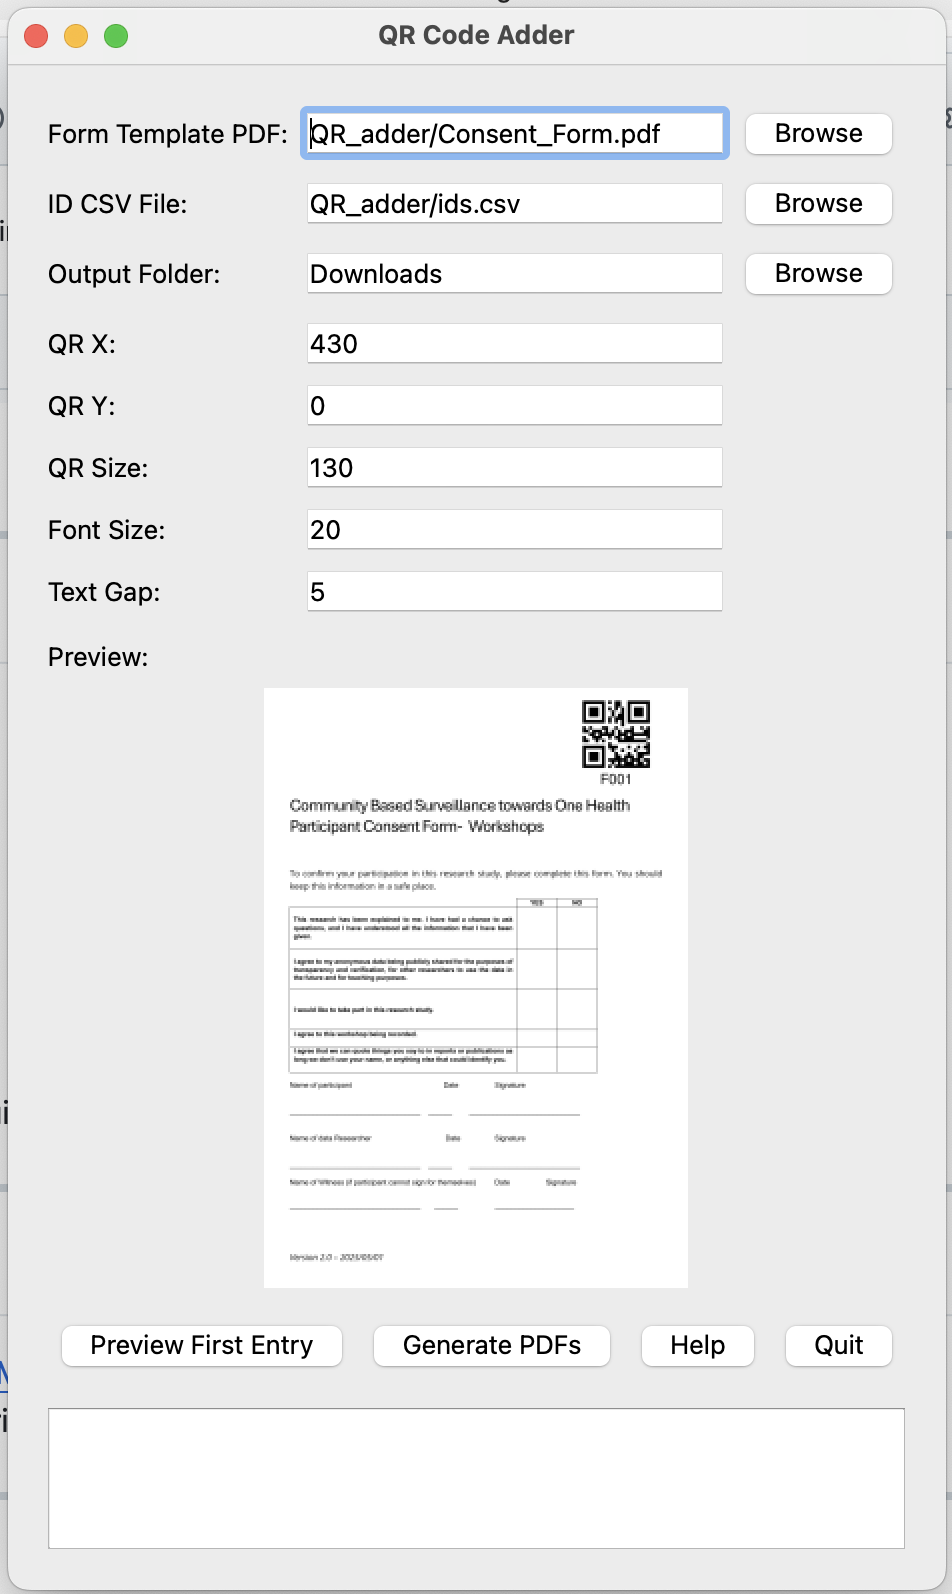 QR Code Adder
Form Template PDF: QR_adder/Consent_Form.pdf Browse
ID CSV File: QR_adder/ids.csv Browse
Output Folder: Downloads Browse
QR X: 430
QR Y: 0
QR Size: 130
Font Size: 20
Text Gap: 5
Preview:
F001
Community Based Surveillance towards One Health
Participant Consent Form- Workshops
To confirm your participation in this research study, please complete this form. You should
keep this information in a safe place.
YES NO
This research has been explained to me. I have had a chance to ask
questions, and I have understood all the information that I have been
given.
I agree to my anonymous data being publicly shared for the purposes of
transparency and verification, for other researchers to use the data in
the future and for teaching purposes.
I would like to take part in this research study.
I agree to this workshop being recorded.
I agree that we can quote things you say to in reports or publications as
long we don't use your name, or anything else that could identify you.
Name of participant Date Signature
Name of data Researcher Date Signature
Name of Witness (if participant cannot sign for themselves) Date Signature
Version 2.0 –
Preview First Entry Generate PDFs Help Quit